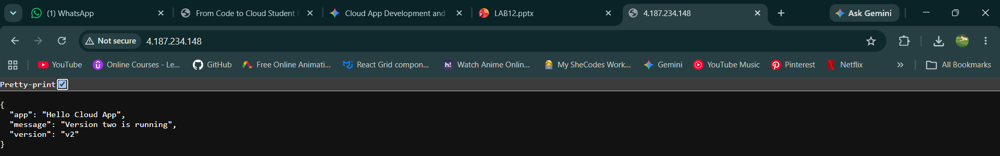 (1) WhatsApp
From Code to Cloud Student
Cloud App Development and
LAB12.pptx
4.187.234.148
Ask Gemini
Not secure
4.187.234.148
YouTube
Online Courses - Le...
GitHub
Free Online Animati...
React Grid compon...
h!
Watch Anime Onlin...
My SheCodes Work...
Gemini
YouTube Music
Pinterest
Netflix
All Bookmarks
Pretty-print
{
"app": "Hello Cloud App",
"message": "Version two is running",
"version": "v2"
}